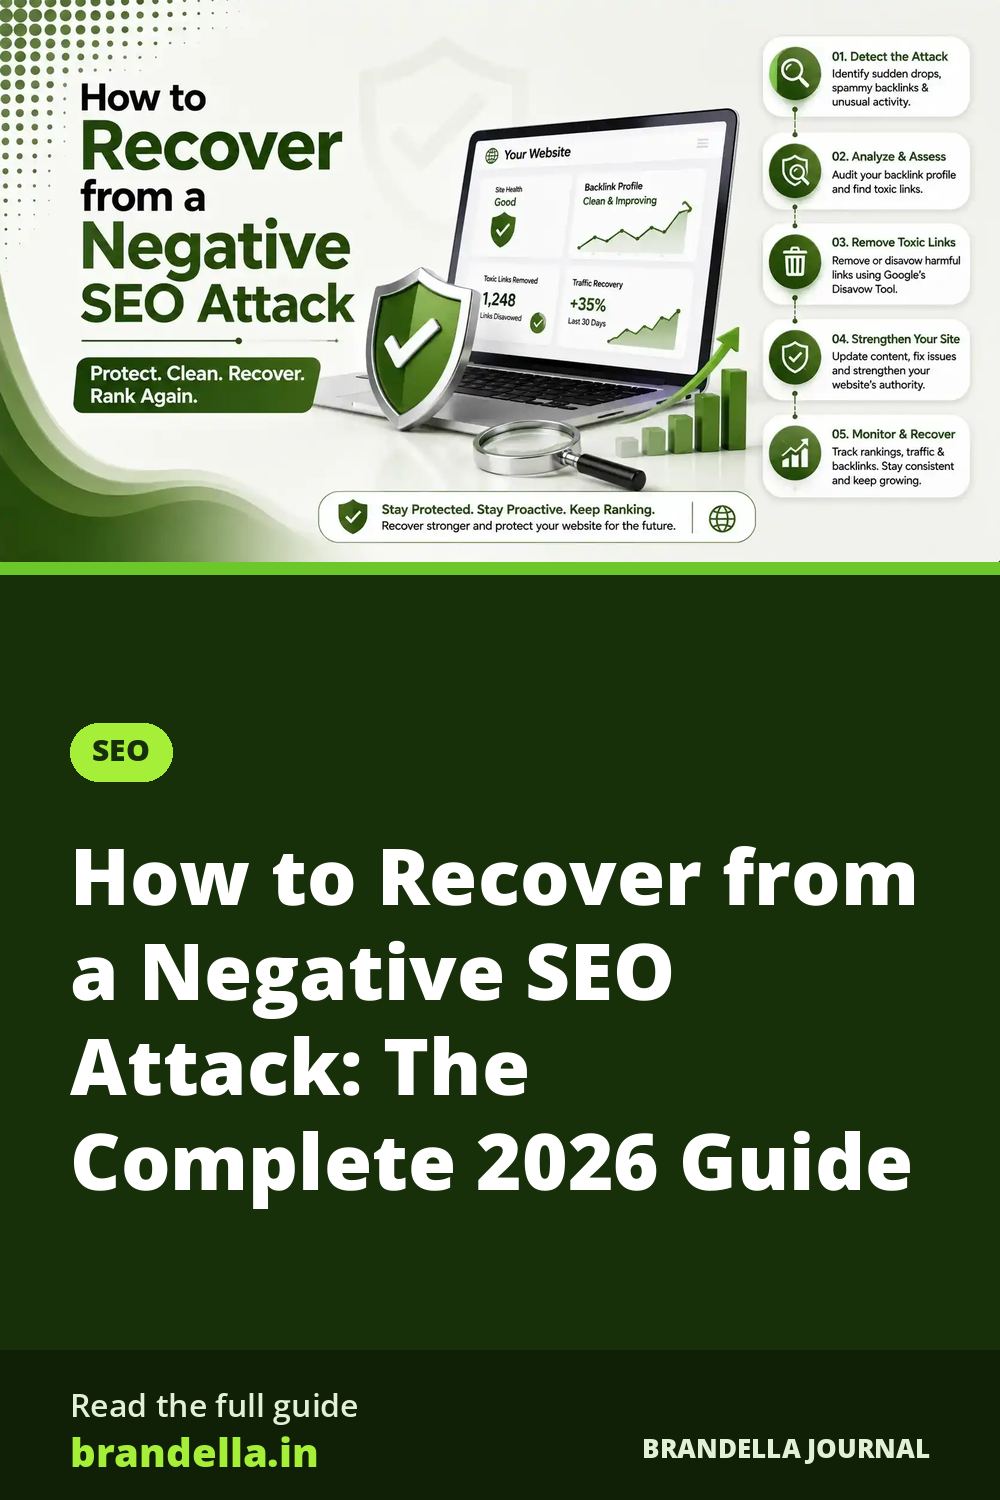 How to
Recover
from a
Negative
SEO Attack
Protect. Clean. Recover.
Rank Again.
Your Website
Site Health
Good
Backlink Profile
Clean & Improving
Toxic Links Removed
1,248
Links Disavowed
Traffic Recovery
+35%
Last 30 Days
01. Detect the Attack
Identify sudden drops,
spammy backlinks &
unusual activity.
02. Analyze & Assess
Audit your backlink profile
and find toxic links.
03. Remove Toxic Links
Remove or disavow harmful
links using Google's
Disavow Tool.
04. Strengthen Your Site
Update content, fix issues
and strengthen your
website's authority.
05. Monitor & Recover
Track rankings, traffic &
backlinks. Stay consistent
and keep growing.
Stay Protected. Stay Proactive. Keep Ranking.
Recover stronger and protect your website for the future.
SEO
How to Recover from
a Negative SEO
Attack: The
Complete 2026 Guide
Read the full guide
brandella.in
BRANDELLA JOURNAL